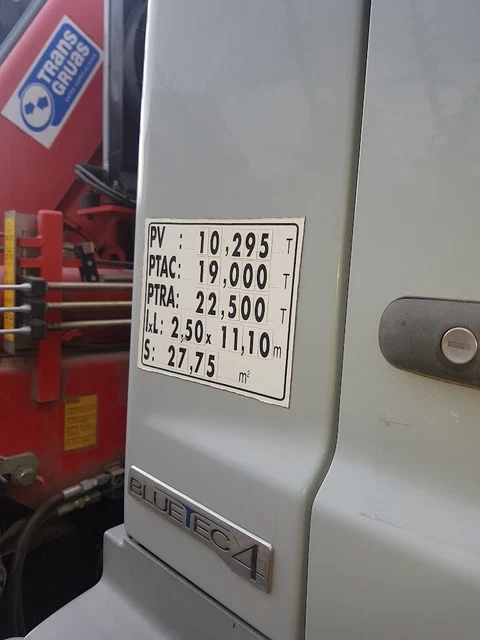 Trans
GRUAS
PV : 10,295 T
PTAC: 19,000 T
PTRA: 22,500 T
lxL: 2,50x 11,10m
S: 27,75 m²
BLUETEC 4